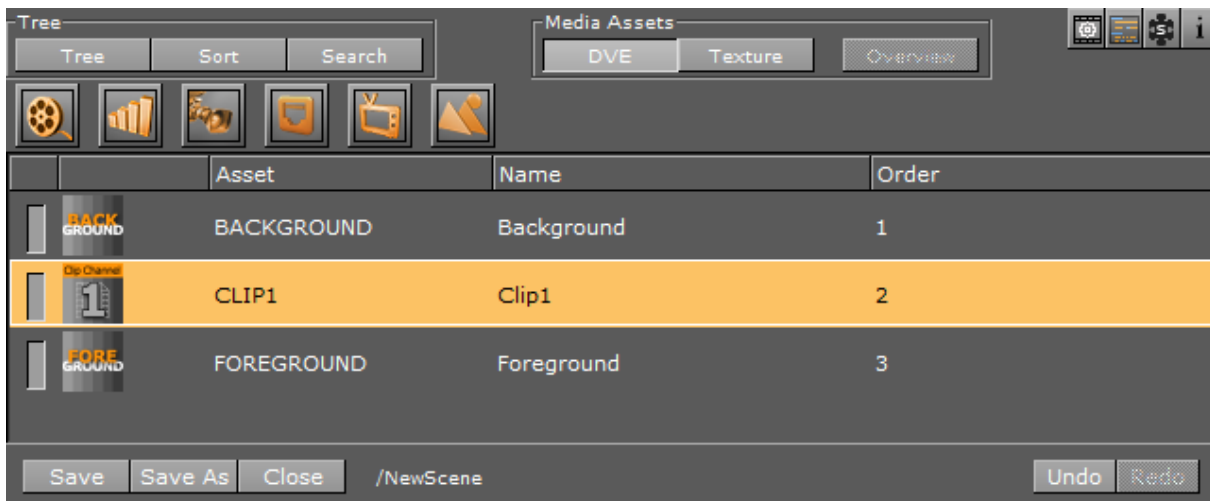 Tree
Media Assets
Tree Sort Search
DVE Texture Overview
S i
Asset Name Order
BACK
GROUND
BACKGROUND Background 1
Clip Channel
1
CLIP1 Clip1 2
FORE
GROUND
FOREGROUND Foreground 3
Save Save As Close /NewScene Undo Redo